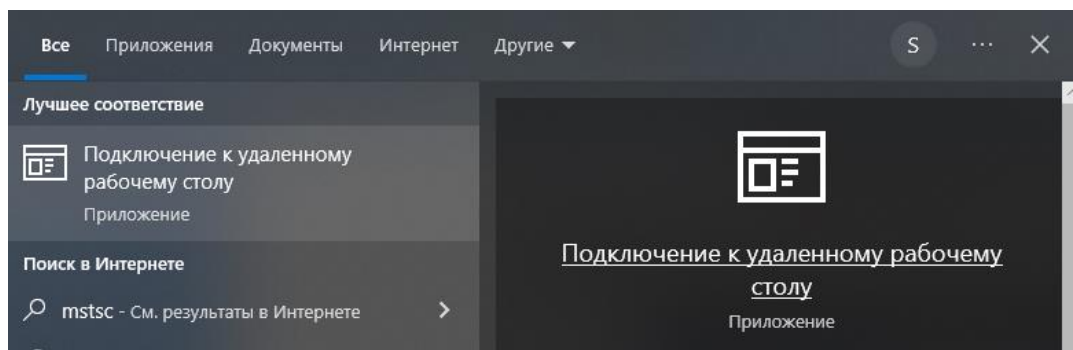 Все Приложения Документы Интернет Другие S ...
Лучшее соответствие
Подключение к удаленному
рабочему столу
Приложение
Поиск в Интернете
mstsc - См. результаты в Интернете
Подключение к удаленному рабочему
столу
Приложение